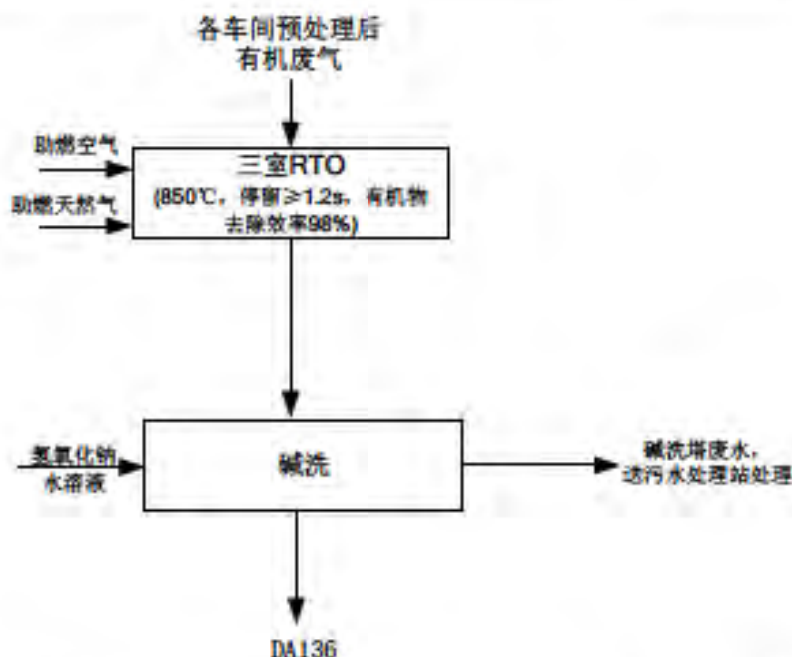 各车间预处理后
有机废气
助燃空气
助燃天然气
三室RTO
(850℃，停留≥1.2s，有机物
去除效率98%)
氢氧化钠
水溶液
碱洗
碱洗塔废水，
送污水处理站处理
DA136